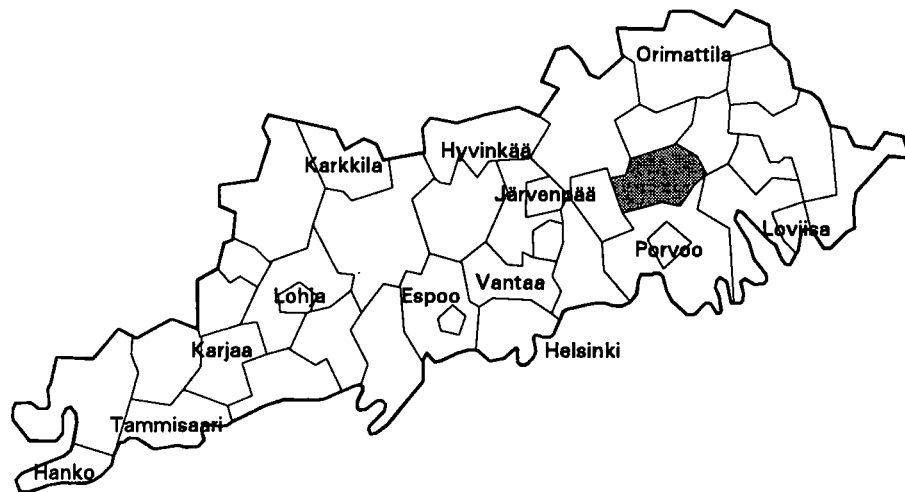 Orimattila
Karkkila
Hyvinkää
Järvenpää
Loviisa
Porvoo
Vantaa
Espoo
Lohja
Karjaa
Helsinki
Tammisaari
Hanko